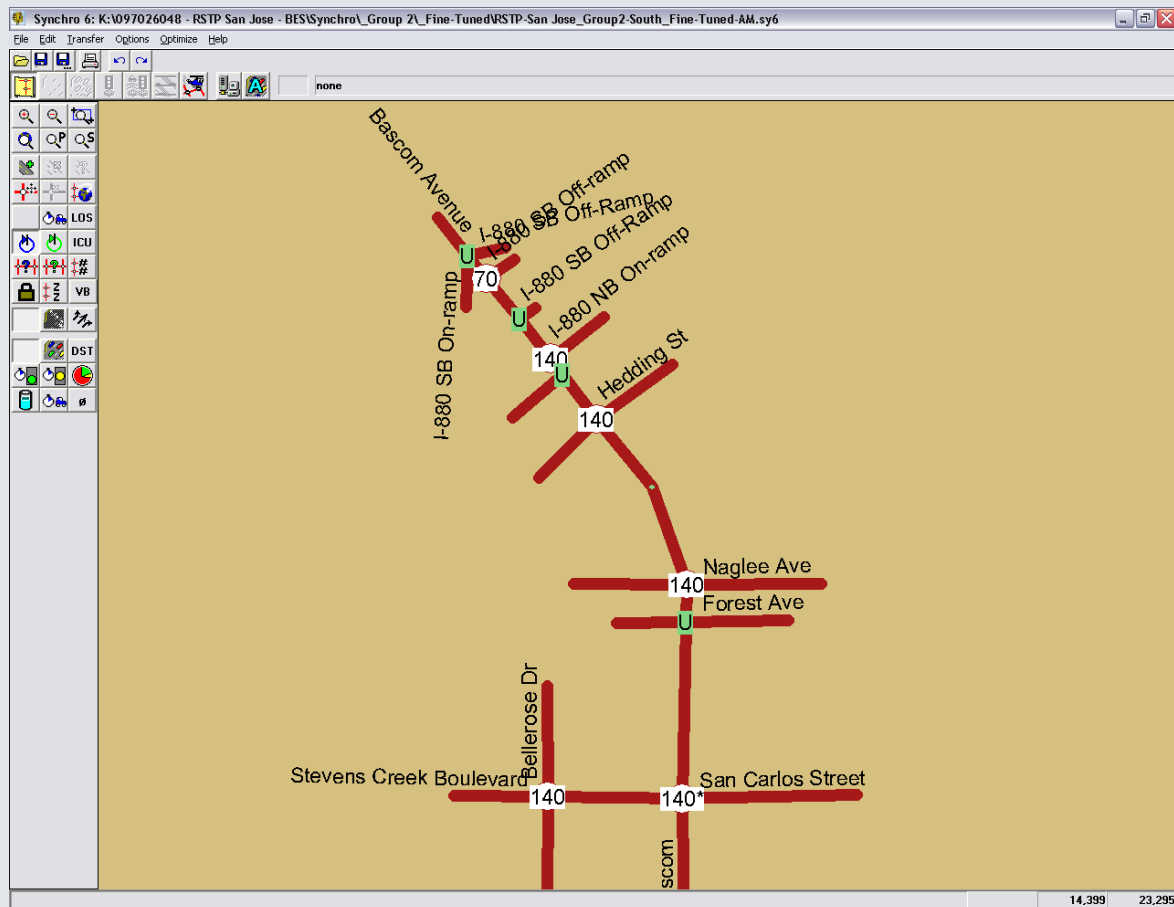 Synchro 6: K:\097026048 - RSTP San Jose - BES\Synchro\_Group 2\_Fine-Tuned\RSTP-San Jose_Group2-South_Fine-Tuned-AM.sy6
File Edit Transfer Options Optimize Help
none
P S
LOS
ICU
##
Z Z VB
DST
ø
Bascom Avenue
I-880 SB Off-ramp
I-880 SB Off-Ramp
U
70
I-880 SB Off-Ramp
I-880 SB On-ramp
U
I-880 NB On-ramp
140
U
Hedding St
140
Naglee Ave
140
Forest Ave
U
Bellerose Dr
Stevens Creek Boulevard
San Carlos Street
140
140*
scom
14,399 23,295